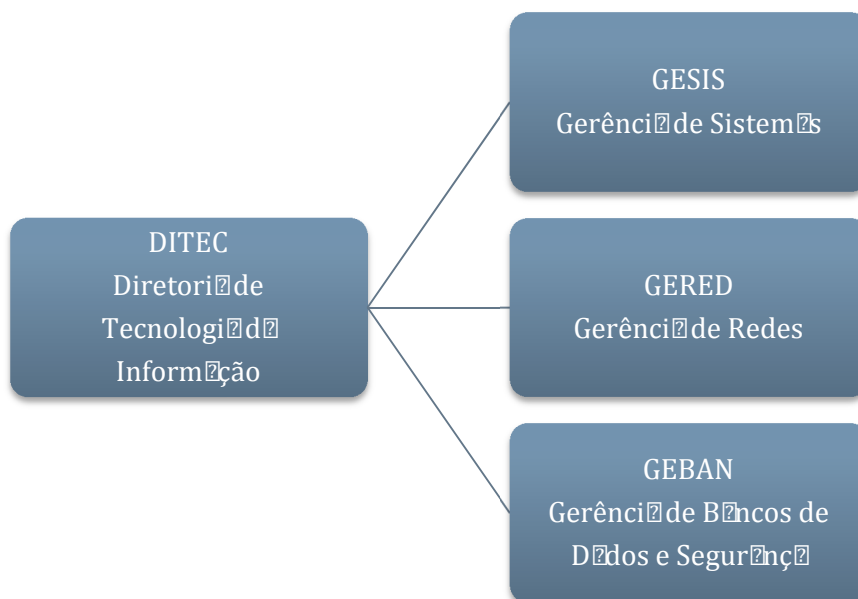 DITEC
Diretori⍰ de
Tecnologi⍰ d⍰
Inform⍰ção
GESIS
Gerênci⍰ de Sistem⍰s
GERED
Gerênci⍰ de Redes
GEBAN
Gerênci⍰ de B⍰ncos de
D⍰dos e Segur⍰nç⍰